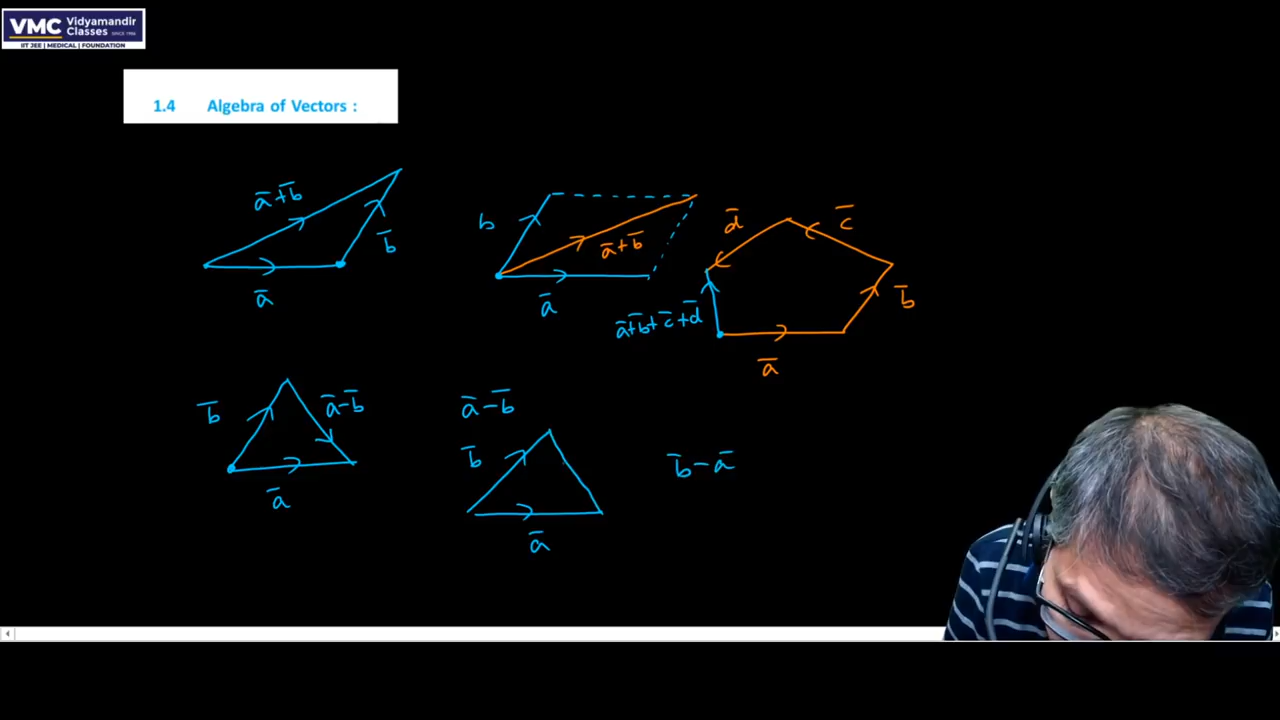 VMC Vidyamandir
Classes
SINCE 1986
IIT JEE | MEDICAL | FOUNDATION
1.4 Algebra of Vectors :
a̅+b̅
b̅
a̅
b
a̅+b̅
a̅
d̅
c̅
b̅
a̅+b̅+c̅+d̅
a̅
b̅
a̅-b̅
a̅
a̅-b̅
b̅
a̅
b̅-a̅